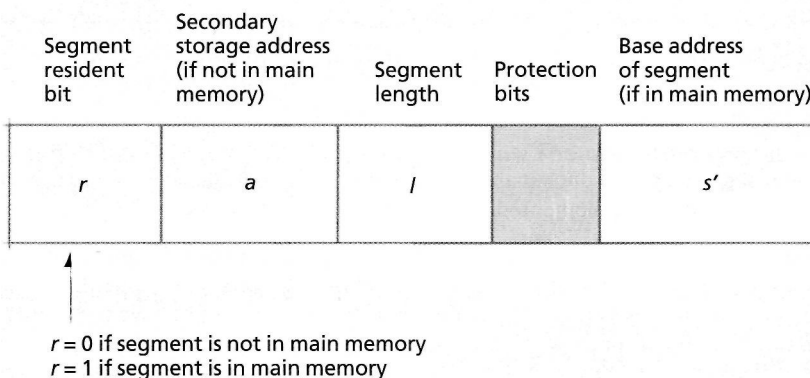 Segment
resident
bit
Secondary
storage address
(if not in main
memory)
Segment
length
Protection
bits
Base address
of segment
(if in main memory)
r
a
l
s′
r = 0 if segment is not in main memory
r = 1 if segment is in main memory